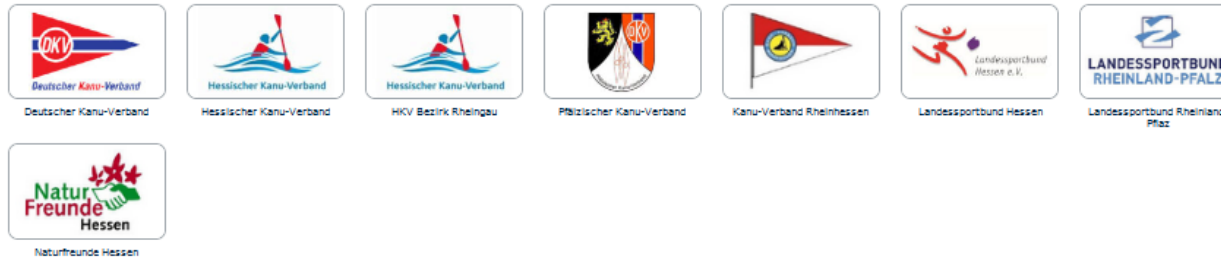 DKV
Deutscher Kanu-Verband
Deutscher Kanu-Verband
Hessischer Kanu-Verband
Hessischer Kanu-Verband
Hessischer Kanu-Verband
HKV Bezirk Rheingau
DKV
Pfälzischer Kanu-Verband
Kanu-Verband Rheinhessen
Landessportbund
Hessen e.V.
Landessportbund Hessen
LANDESSPORTBUND
RHEINLAND-PFALZ
Landessportbund Rheinland
Pflaz
Natur
Freunde
Hessen
Naturfreunde Hessen